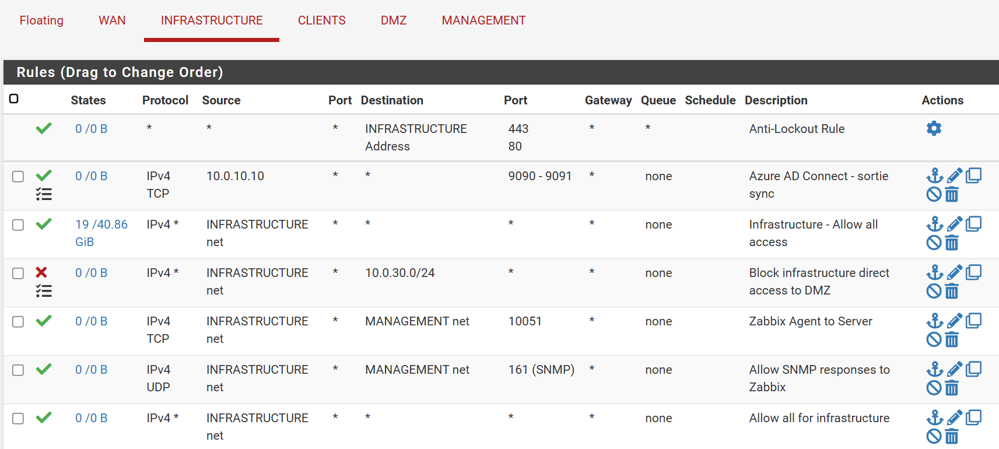 Floating WAN INFRASTRUCTURE CLIENTS DMZ MANAGEMENT
Rules (Drag to Change Order)
States Protocol Source Port Destination Port Gateway Queue Schedule Description Actions
0 /0 B * * * INFRASTRUCTURE 443 * * Anti-Lockout Rule
Address 80
0 /0 B IPv4 10.0.10.10 * * 9090 - 9091 * none Azure AD Connect - sortie
TCP sync
19 /40.86 IPv4 * INFRASTRUCTURE * * * * none Infrastructure - Allow all
GiB net access
0 /0 B IPv4 * INFRASTRUCTURE * 10.0.30.0/24 * * none Block infrastructure direct
net access to DMZ
0 /0 B IPv4 INFRASTRUCTURE * MANAGEMENT net 10051 * none Zabbix Agent to Server
TCP net
0 /0 B IPv4 INFRASTRUCTURE * MANAGEMENT net 161 (SNMP) * none Allow SNMP responses to
UDP net Zabbix
0 /0 B IPv4 * INFRASTRUCTURE * * * * none Allow all for infrastructure
net